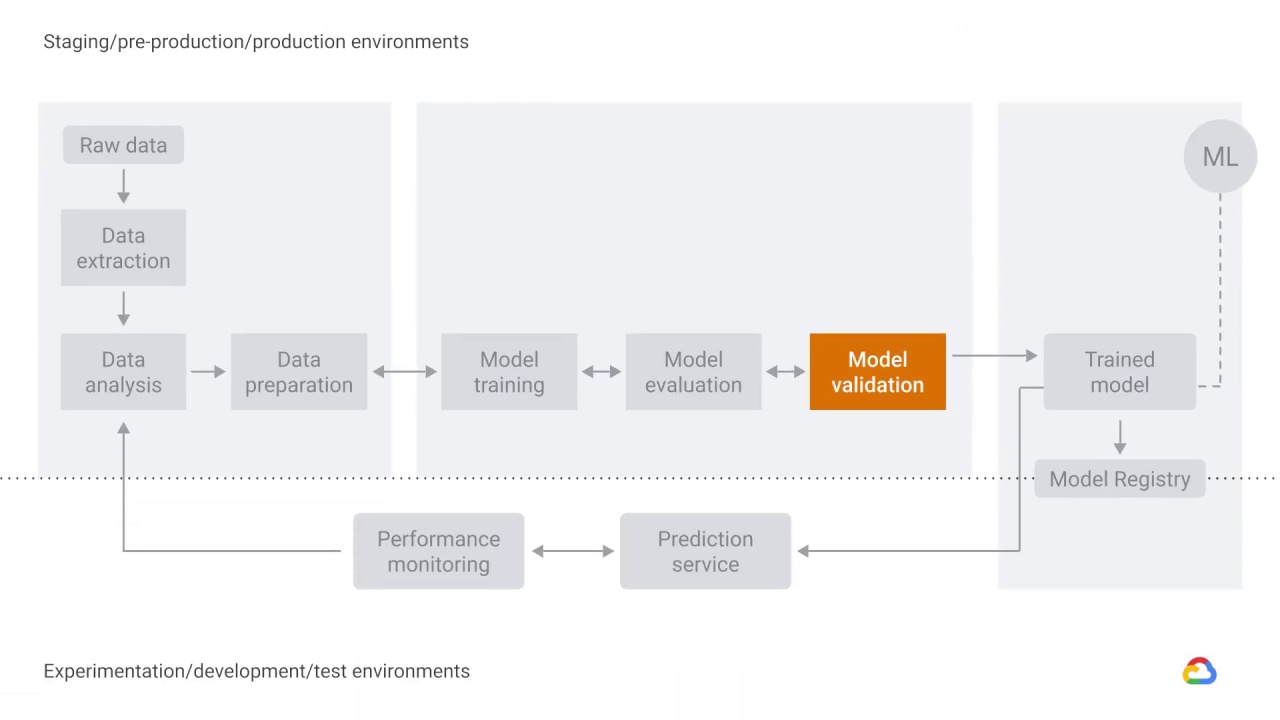 Staging/pre-production/production environments
Raw data
ML
Data
extraction
Data
analysis
Data
preparation
Model
training
Model
evaluation
Model
validation
Trained
model
Model Registry
Performance
monitoring
Prediction
service
Experimentation/development/test environments